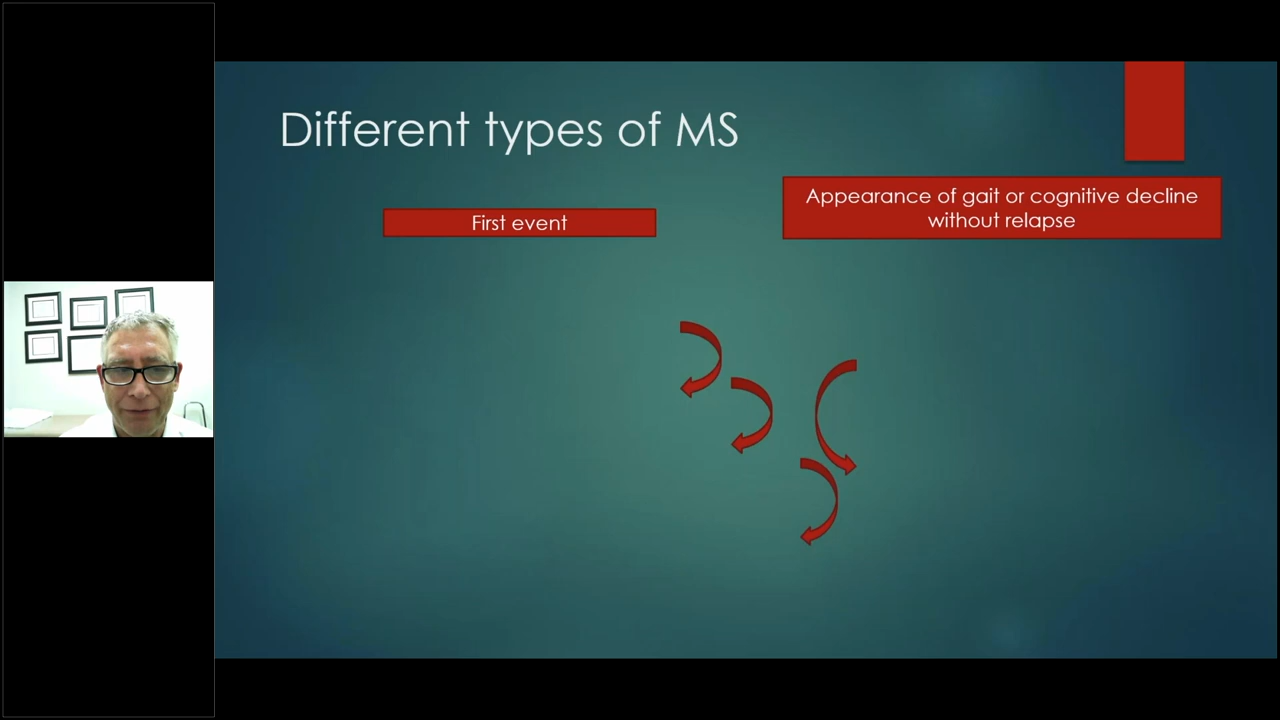 Different types of MS
First event
Appearance of gait or cognitive decline
without relapse